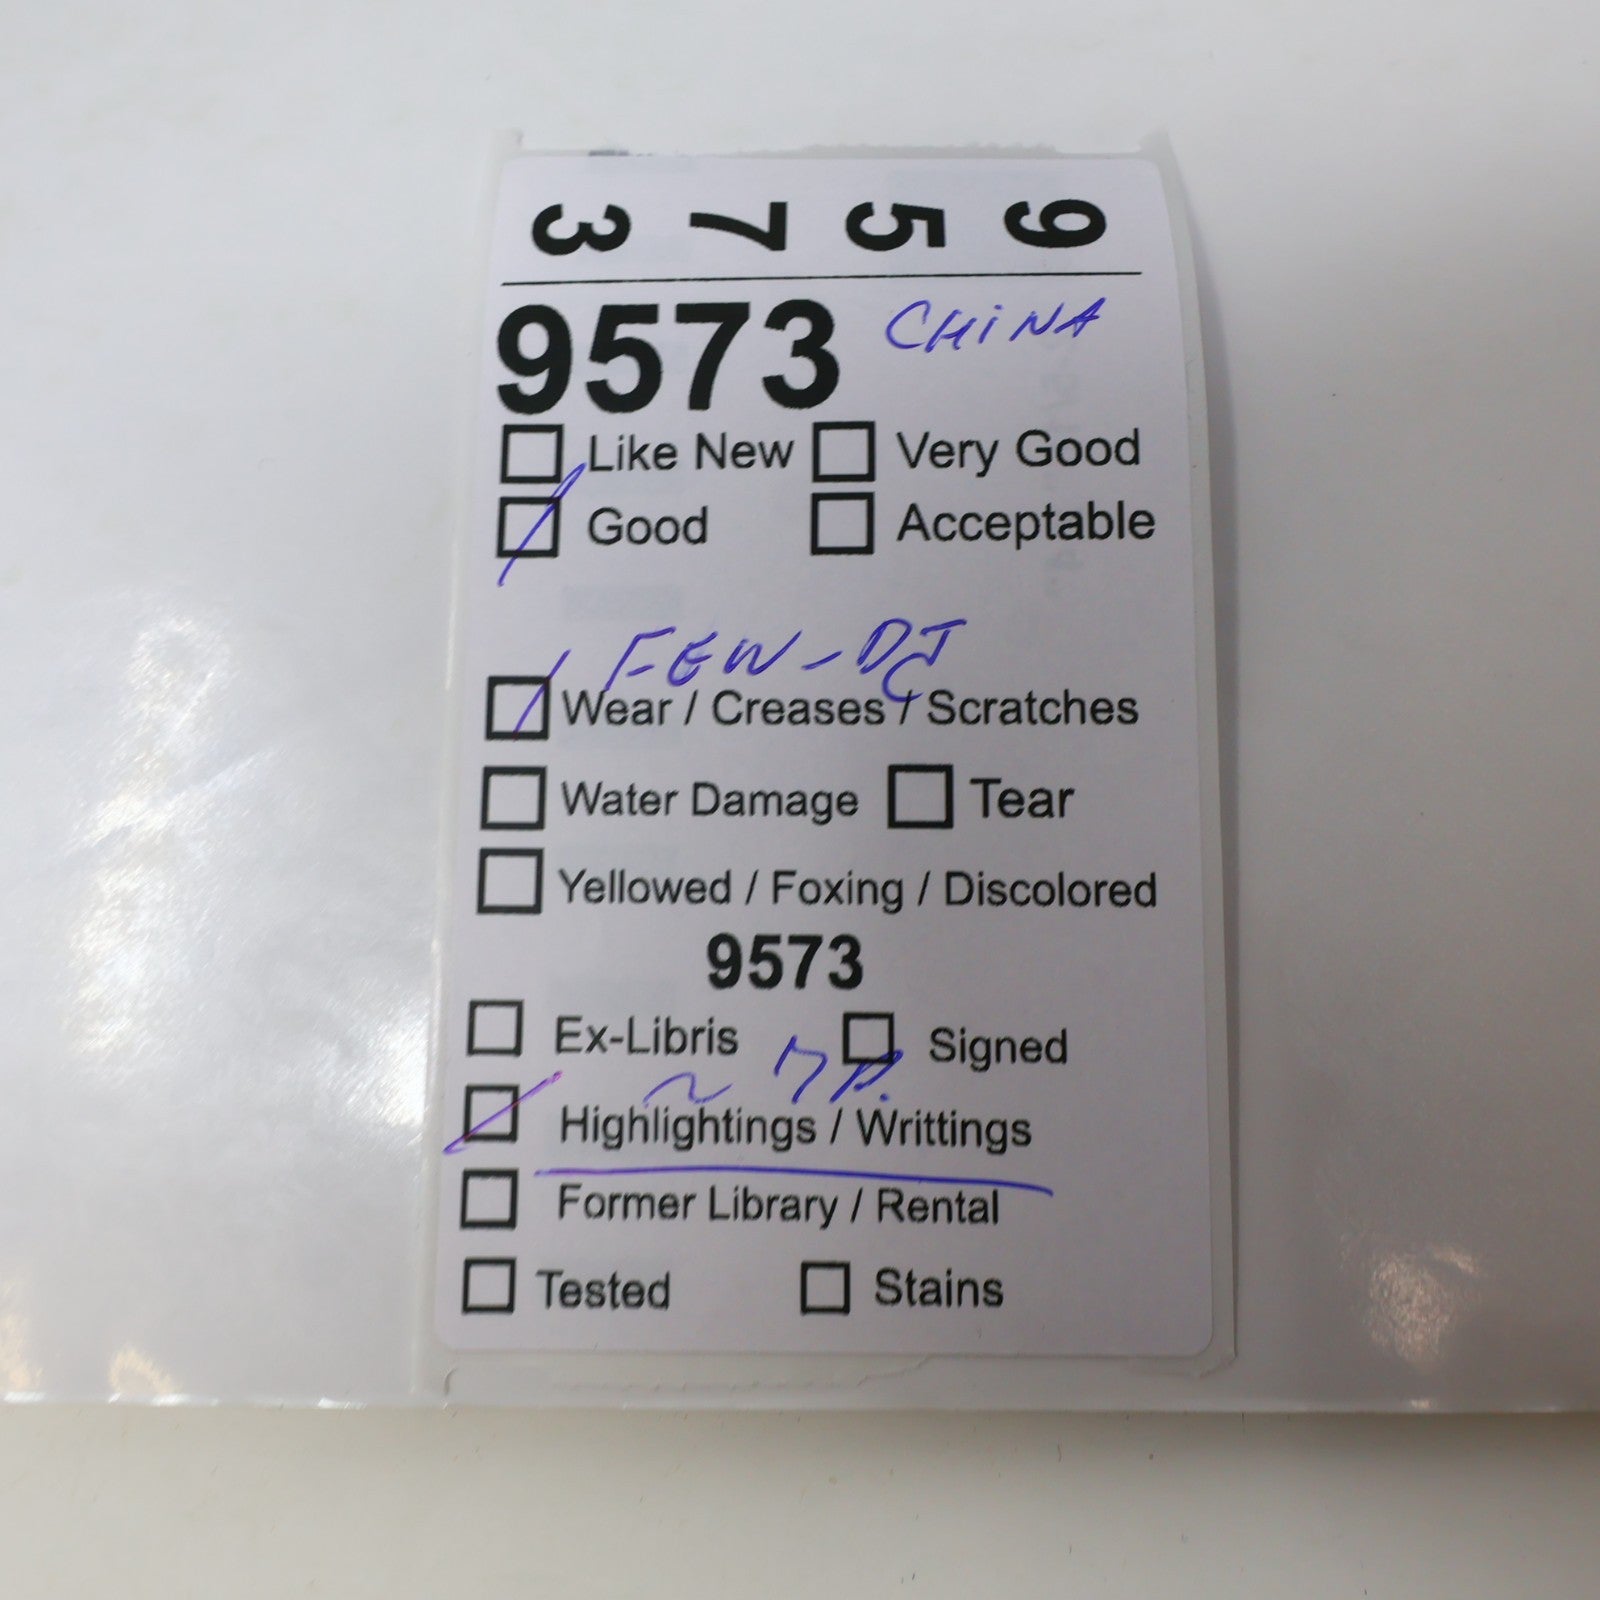 9 5 7 3
9573 CHINA
Like New Very Good
Good Acceptable
FEW - DJ
Wear / Creases / Scratches
Water Damage Tear
Yellowed / Foxing / Discolored
9573
Ex-Libris Signed
~ 7 P.
Highlightings / Writtings
Former Library / Rental
Tested Stains